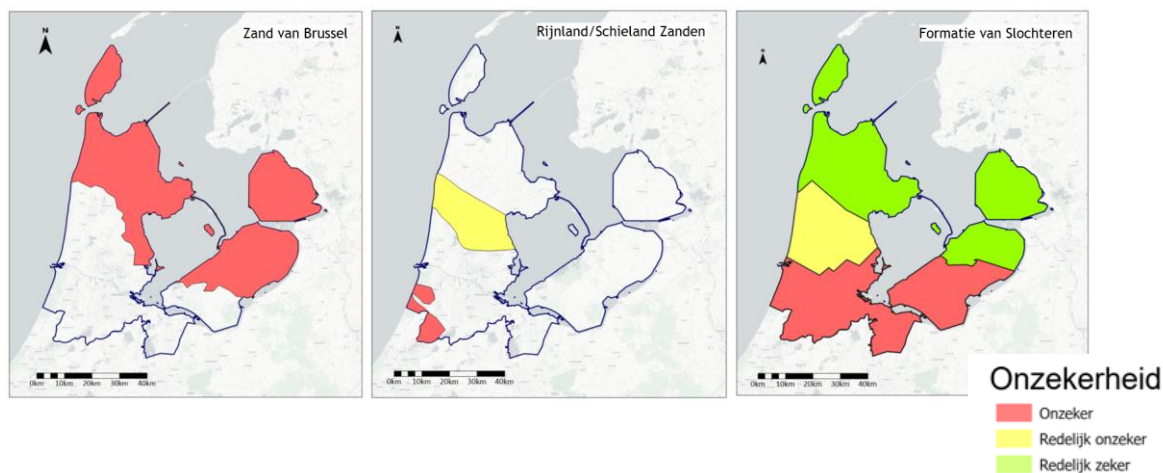 Zand van Brussel
Rijnland/Schieland Zanden
Formatie van Slochteren
N
0km 10km 20km 30km 40km
0km 10km 20km 30km 40km
0km 10km 20km 30km 40km
Onzekerheid
Onzeker
Redelijk onzeker
Redelijk zeker